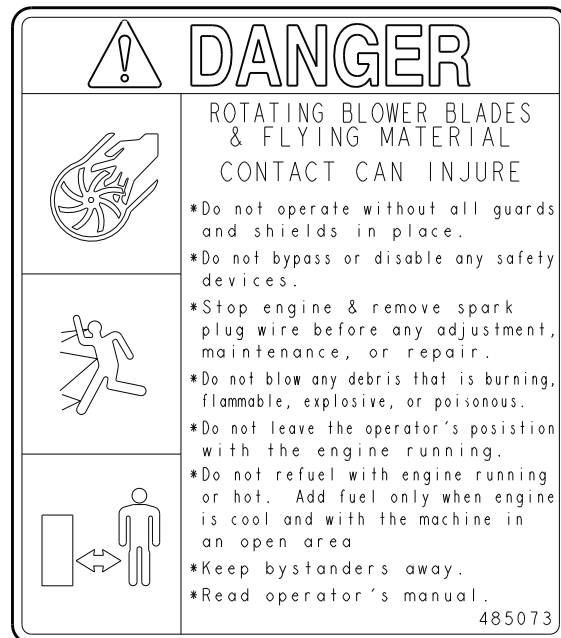 DANGER
ROTATING BLOWER BLADES
& FLYING MATERIAL
CONTACT CAN INJURE
*Do not operate without all guards
and shields in place.
*Do not bypass or disable any safety
devices.
*Stop engine & remove spark
plug wire before any adjustment,
maintenance, or repair.
*Do not blow any debris that is burning,
flammable, explosive, or poisonous.
*Do not leave the operator's posistion
with the engine running.
*Do not refuel with engine running
or hot. Add fuel only when engine
is cool and with the machine in
an open area
*Keep bystanders away.
*Read operator's manual.
485073